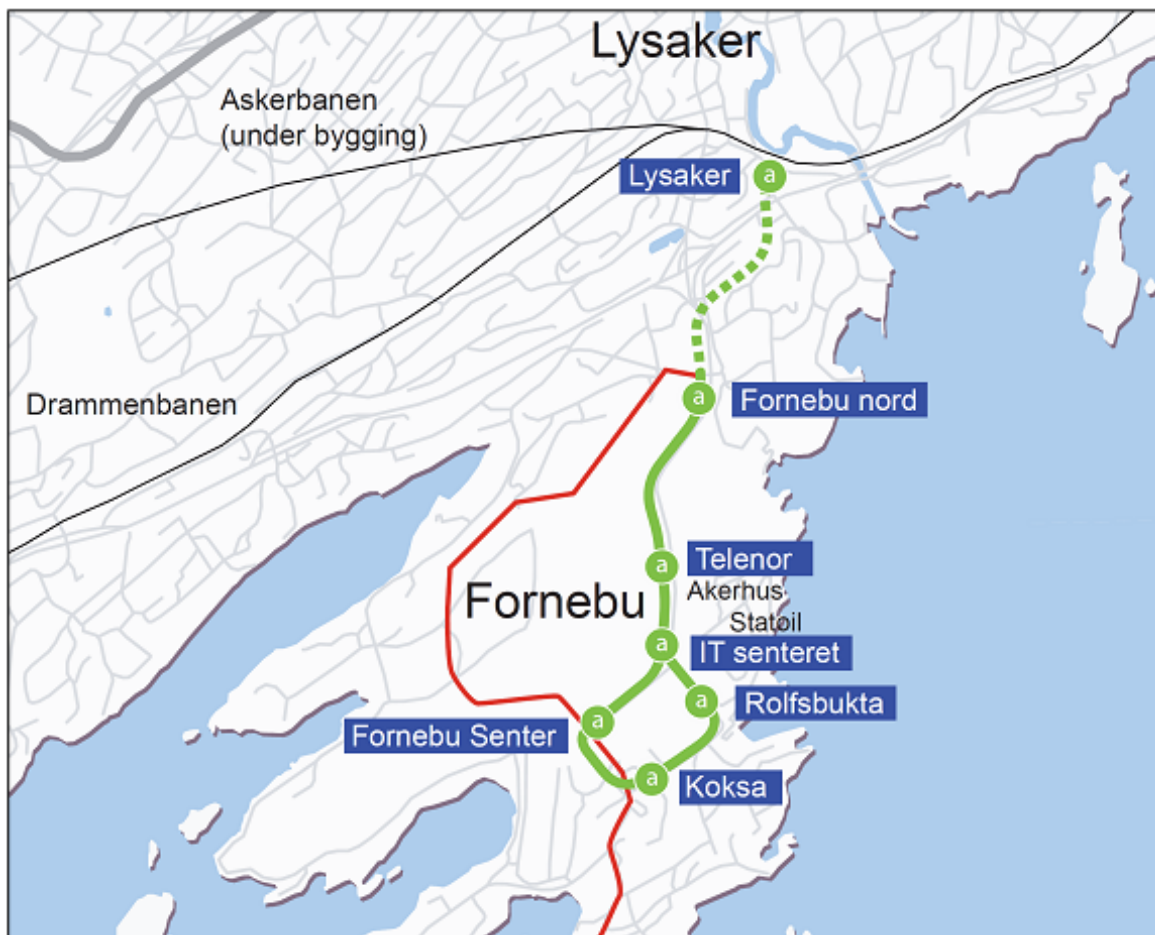 Lysaker
Askerbanen
(under bygging)
Lysaker
a
Drammenbanen
a
Fornebu nord
a
Telenor
Fornebu
Akerhus
Statoil
a
IT senteret
a
Rolfsbukta
a
Fornebu Senter
a
Koksa